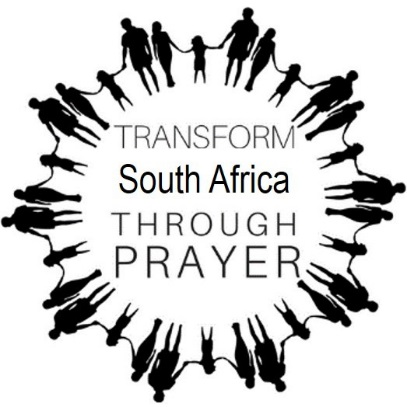 TRANSFORM
South Africa
THROUGH
PRAYER